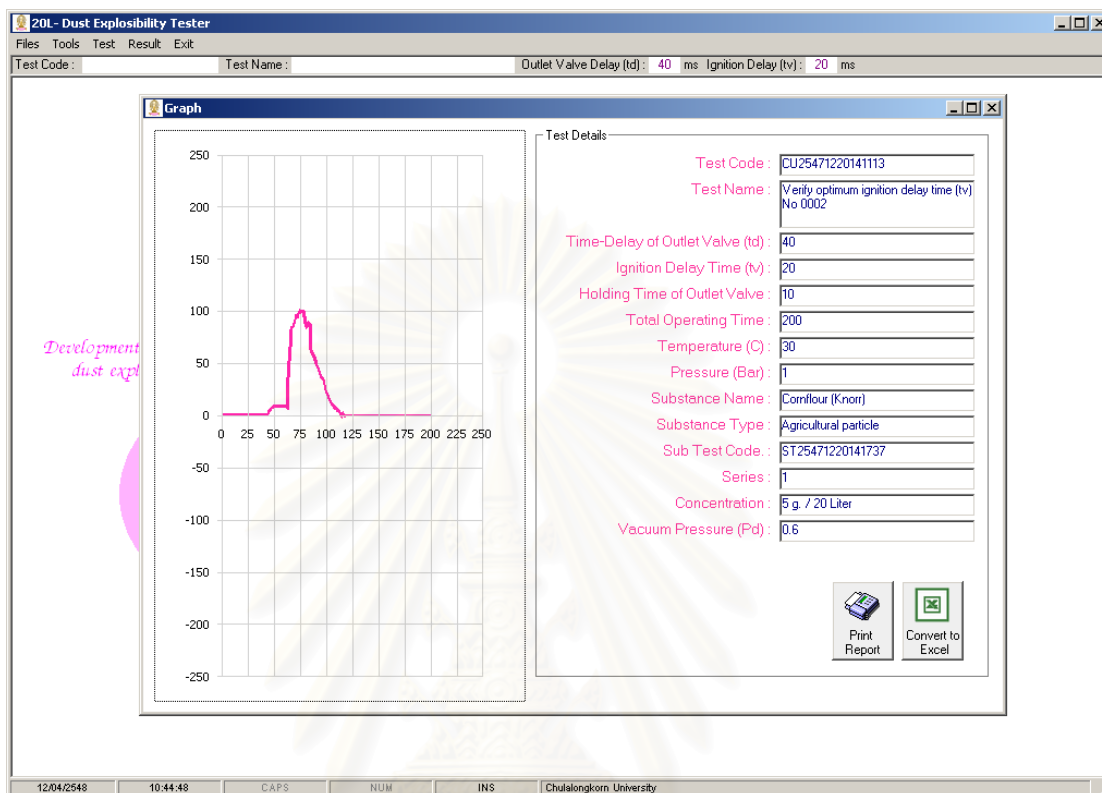 20L- Dust Explosibility Tester
Files Tools Test Result Exit
Test Code : Test Name : Outlet Valve Delay (td) : 40 ms Ignition Delay (tv) : 20 ms
Graph
Development
dust expl
250
200
150
100
50
0
0 25 50 75 100 125 150 175 200 225 250
-50
-100
-150
-200
-250
Test Details
Test Code : CU25471220141113
Test Name : Verify optimum ignition delay time (tv)
No 0002
Time-Delay of Outlet Valve (td) : 40
Ignition Delay Time (tv) : 20
Holding Time of Outlet Valve : 10
Total Operating Time : 200
Temperature (C) : 30
Pressure (Bar) : 1
Substance Name : Cornflour (Knorr)
Substance Type : Agricultural particle
Sub Test Code. : ST25471220141737
Series : 1
Concentration : 5 g. / 20 Liter
Vacuum Pressure (Pd) : 0.6
Print Report
Convert to Excel
12/04/2548 10:44:48 CAPS NUM INS Chulalongkorn University